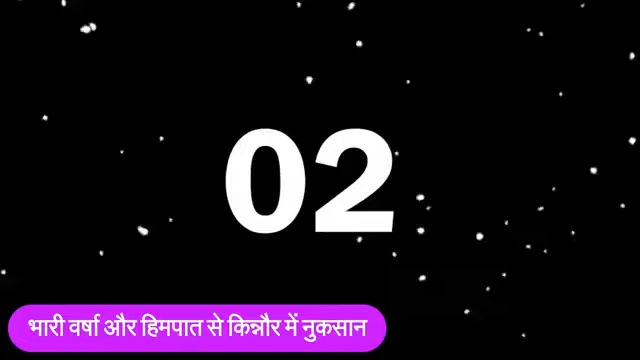 02
भारी वर्षा और हिमपात से किन्नौर में नुकसान